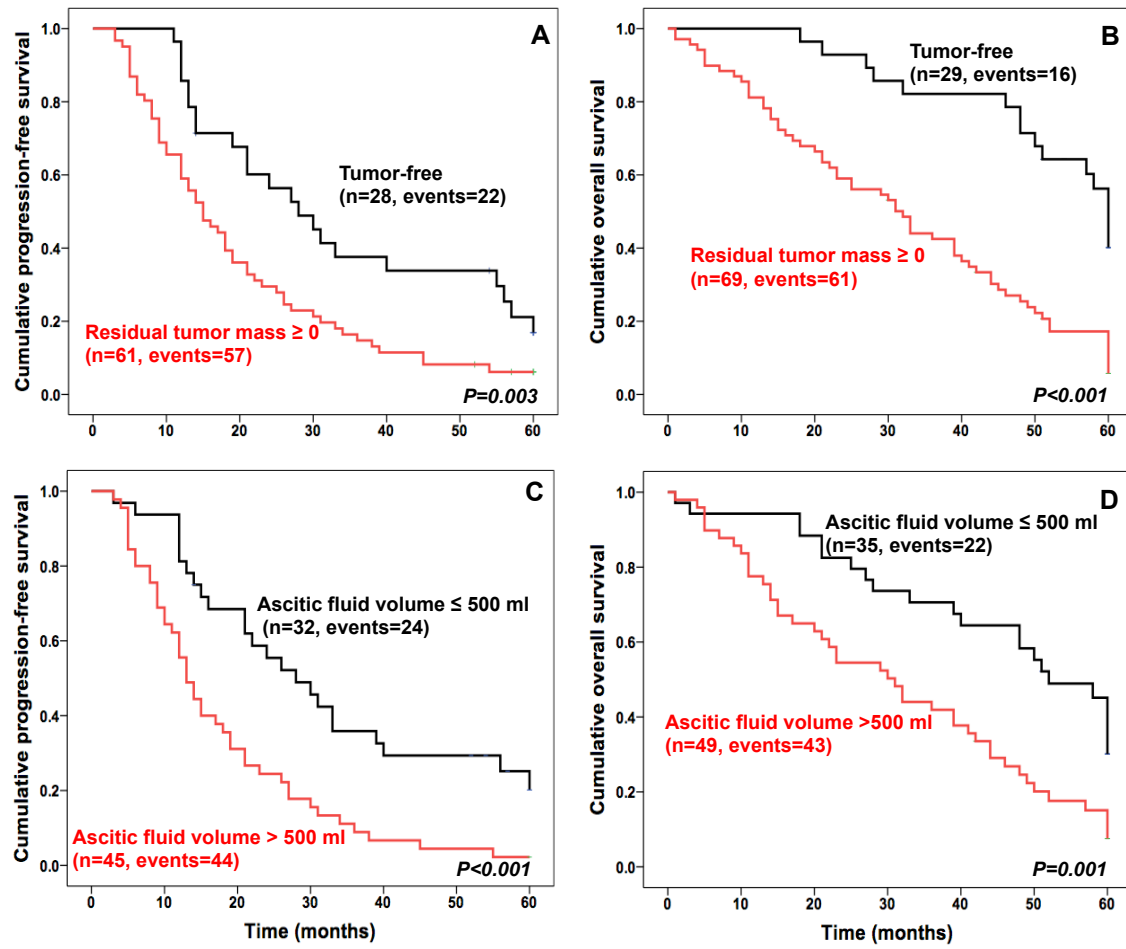 A
Cumulative progression-free survival
1.0
0.8
0.6
0.4
0.2
0.0
Tumor-free
(n=28, events=22)
Residual tumor mass ≥ 0
(n=61, events=57)
P=0.003
0 10 20 30 40 50 60
B
Cumulative overall survival
1.0
0.8
0.6
0.4
0.2
0.0
Tumor-free
(n=29, events=16)
Residual tumor mass ≥ 0
(n=69, events=61)
P<0.001
0 10 20 30 40 50 60
C
Cumulative progression-free survival
1.0
0.8
0.6
0.4
0.2
0.0
Ascitic fluid volume ≤ 500 ml
(n=32, events=24)
Ascitic fluid volume > 500 ml
(n=45, events=44)
P<0.001
0 10 20 30 40 50 60
Time (months)
D
Cumulative overall survival
1.0
0.8
0.6
0.4
0.2
0.0
Ascitic fluid volume ≤ 500 ml
(n=35, events=22)
Ascitic fluid volume >500 ml
(n=49, events=43)
P=0.001
0 10 20 30 40 50 60
Time (months)